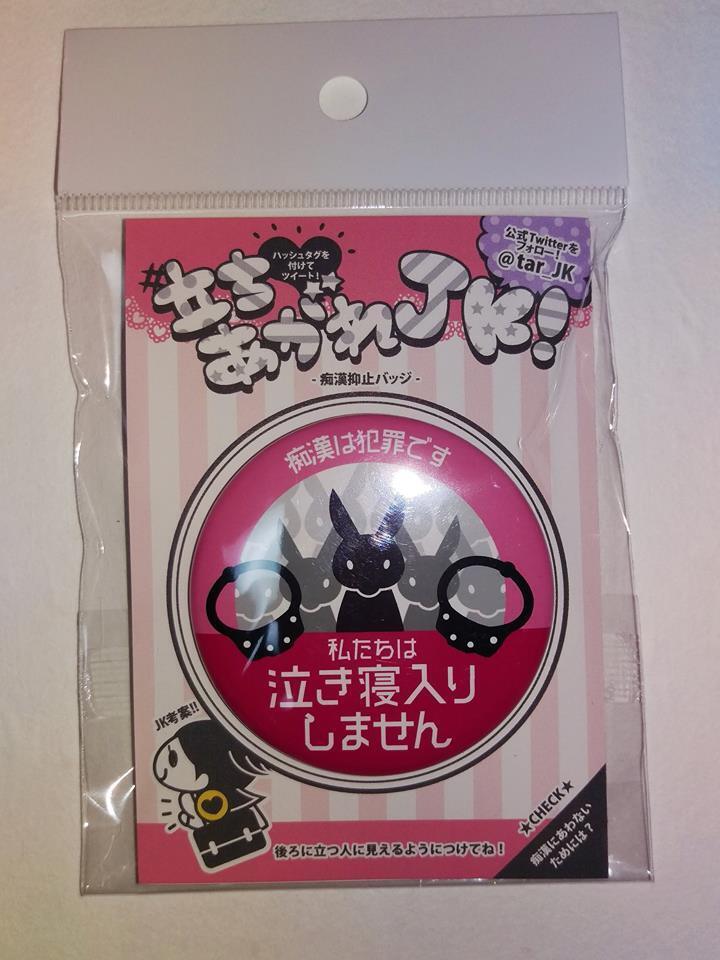 ハッシュタグを
付けて
ツイート！
公式Twitterを
フォロー！
@tar_JK
#立ち
あがれJK!
- 痴漢抑止バッジ -
痴漢は犯罪です
私たちは
泣き寝入り
しません
JK考案!!
後ろに立つ人に見えるようにつけてね！
★CHECK★
痴漢にあわない
ためには？